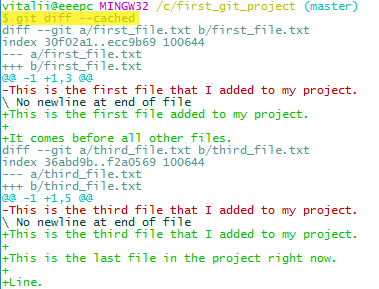 vitalii@eeepc MINGW32 /c/first_git_project (master)
$ git diff --cached
diff --git a/first_file.txt b/first_file.txt
index 30f02a1..ecc9b69 100644
--- a/first_file.txt
+++ b/first_file.txt
@@ -1 +1,3 @@
-This is the first file that I added to my project.
\ No newline at end of file
+This is the first file added to my project.
+
+It comes before all other files.
diff --git a/third_file.txt b/third_file.txt
index 36abd9b..f2a0569 100644
--- a/third_file.txt
+++ b/third_file.txt
@@ -1 +1,5 @@
-This is the third file that I added to my project.
\ No newline at end of file
+This is the third file that I added to my project.
+
+This is the last file in the project right now.
+
+Line.